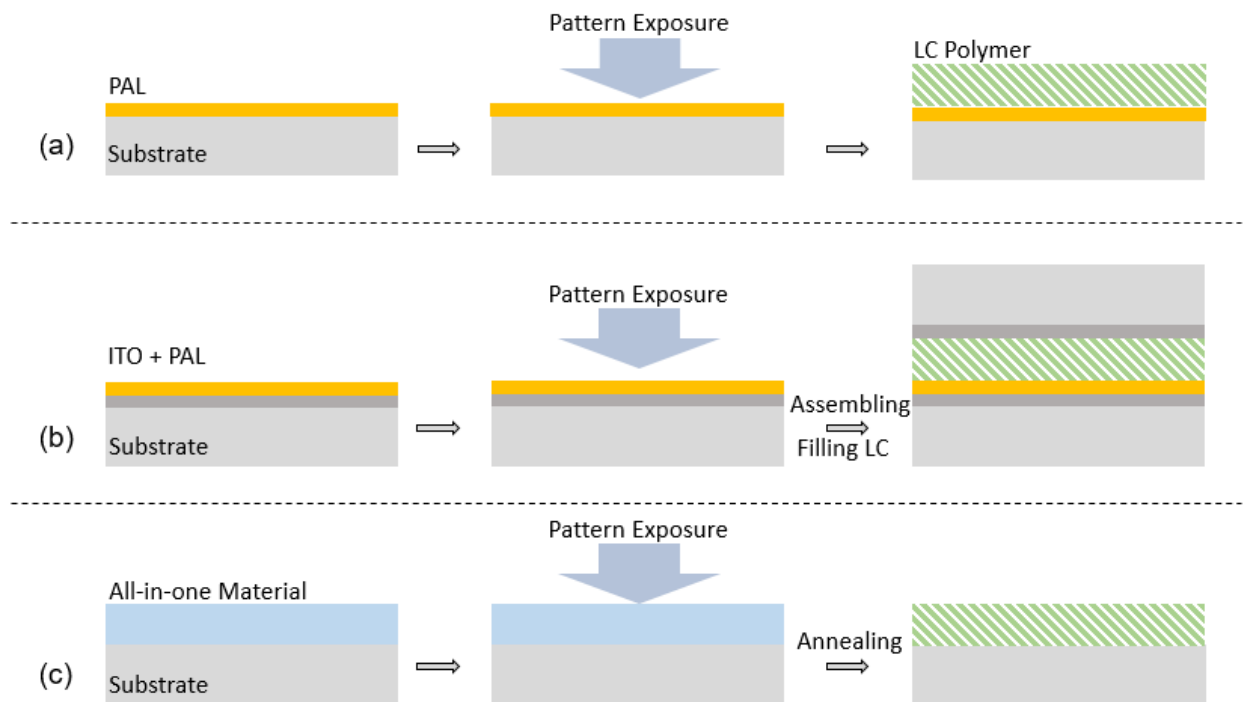 Pattern Exposure
LC Polymer
PAL
(a)
Substrate
Pattern Exposure
ITO + PAL
Assembling
(b)
Substrate
Filling LC
Pattern Exposure
All-in-one Material
Annealing
(c)
Substrate